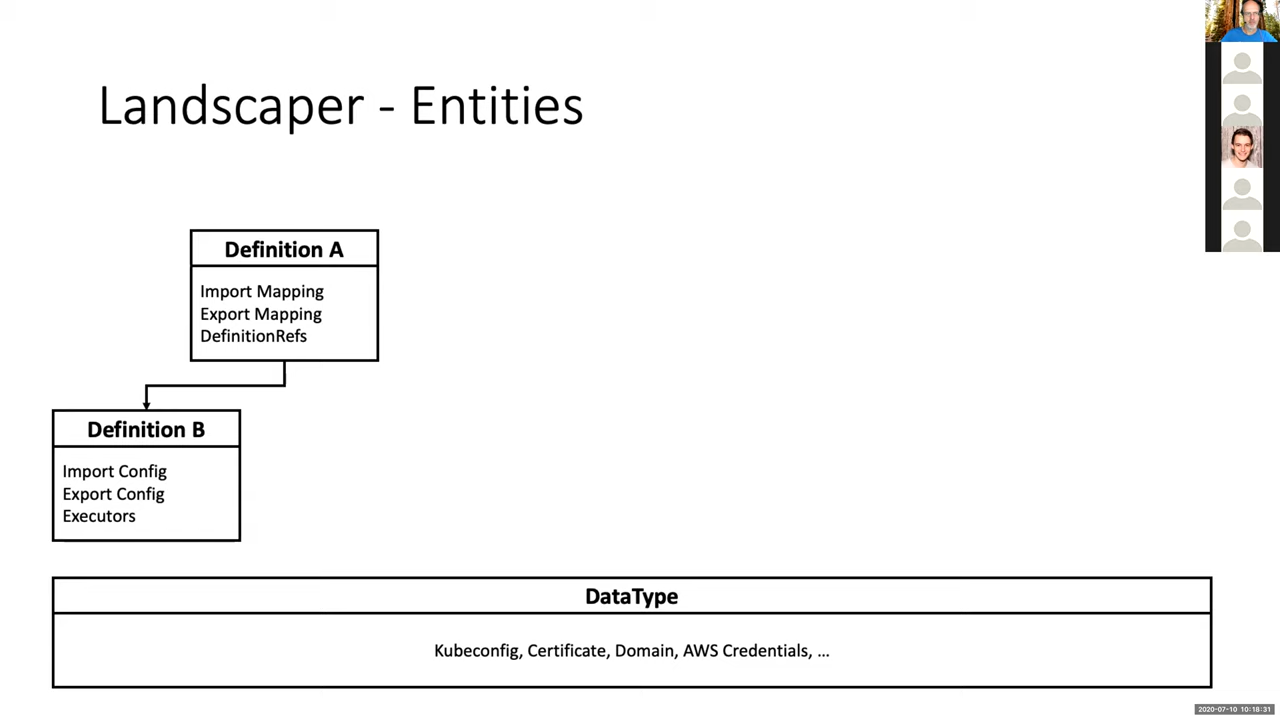 Landscaper - Entities
Definition A
Import Mapping
Export Mapping
DefinitionRefs
Definition B
Import Config
Export Config
Executors
DataType
Kubeconfig, Certificate, Domain, AWS Credentials, ...
2020-07-10 10:18:31